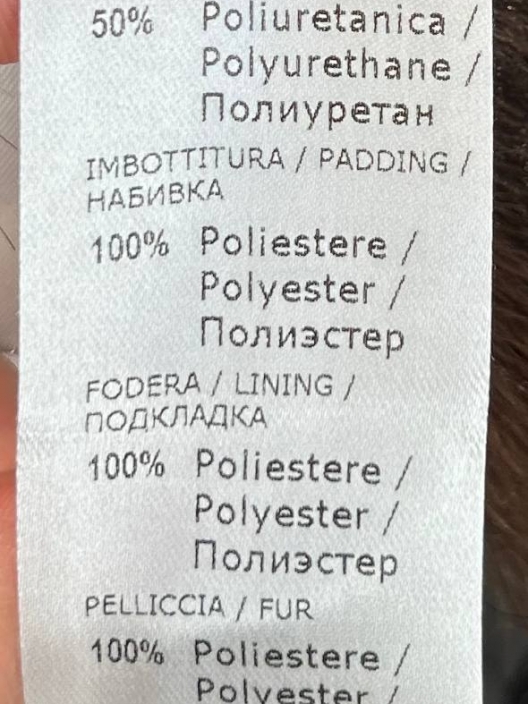 50% Poliuretanica /
Polyurethane /
Полиуретан
IMBOTTITURA / PADDING /
НАБИВКА
100% Poliestere /
Polyester /
Полиэстер
FODERA / LINING /
ПОДКЛАДКА
100% Poliestere /
Polyester /
Полиэстер
PELLICCIA / FUR
100% Poliestere /
Polyester /